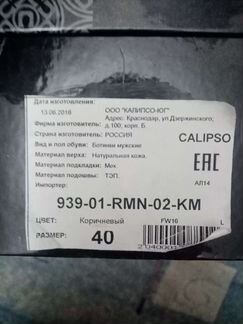 Дата изготовления:
13.06.2016
ООО "КАЛИПСО-ЮГ"
Фирма изготовитель: Адрес. Краснодар, ул Дзержинского;
д.100, корп. Б.
Страна изготовитель: РОССИЯ
CALIPSO
Вид и пол обуви: Ботинки мужские
Материал верха: Натуральная кожа.
ЕАС
Материал подкладки: Мех.
Материал подошвы: ТЭП.
АЛ14
Импортер:
939-01-RMN-02-KM
ЦВЕТ: Коричневый FW16 L
РАЗМЕР: 40